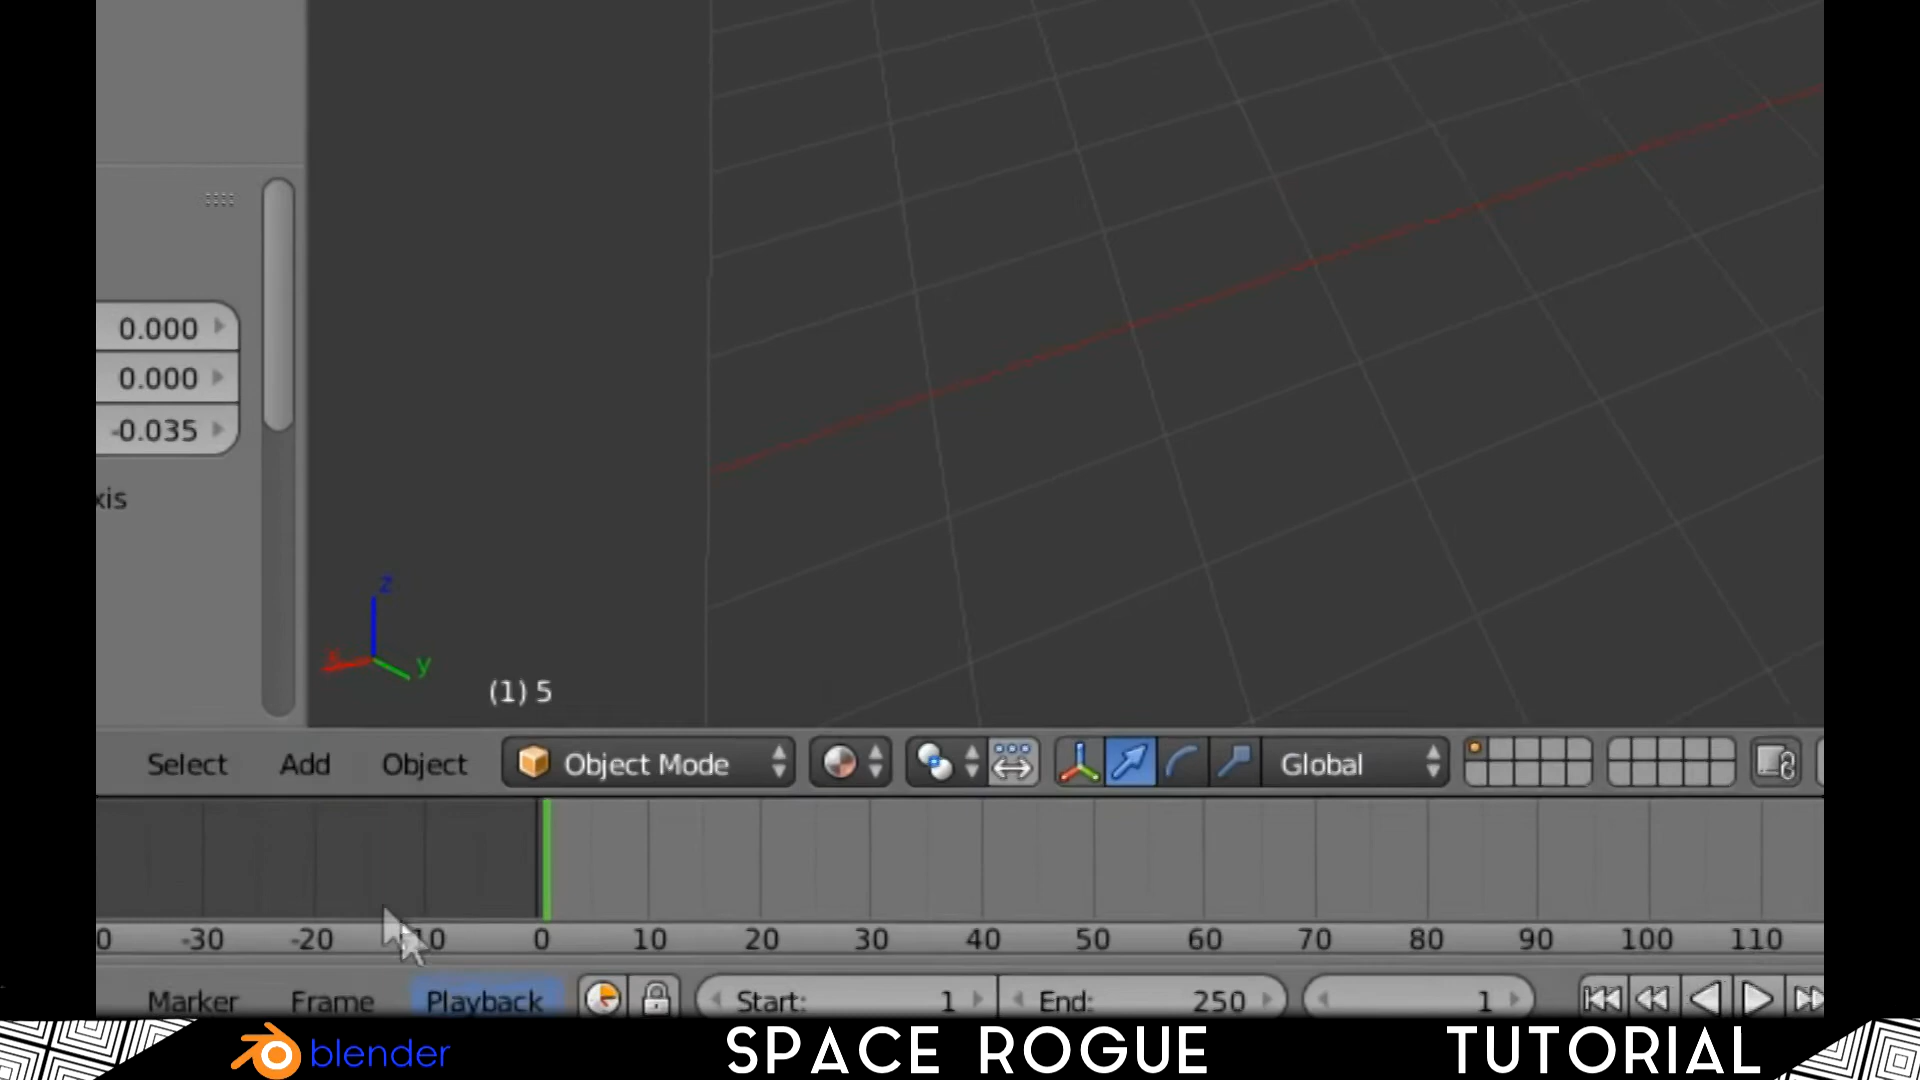 0.000
0.000
-0.035
xis
z
x y
(1) 5
Select Add Object Object Mode Global
0 -30 -20 10 0 10 20 30 40 50 60 70 80 90 100 110
Marker Frame Playback Start: 1 End: 250 1
blender SPACE ROGUE TUTORIAL